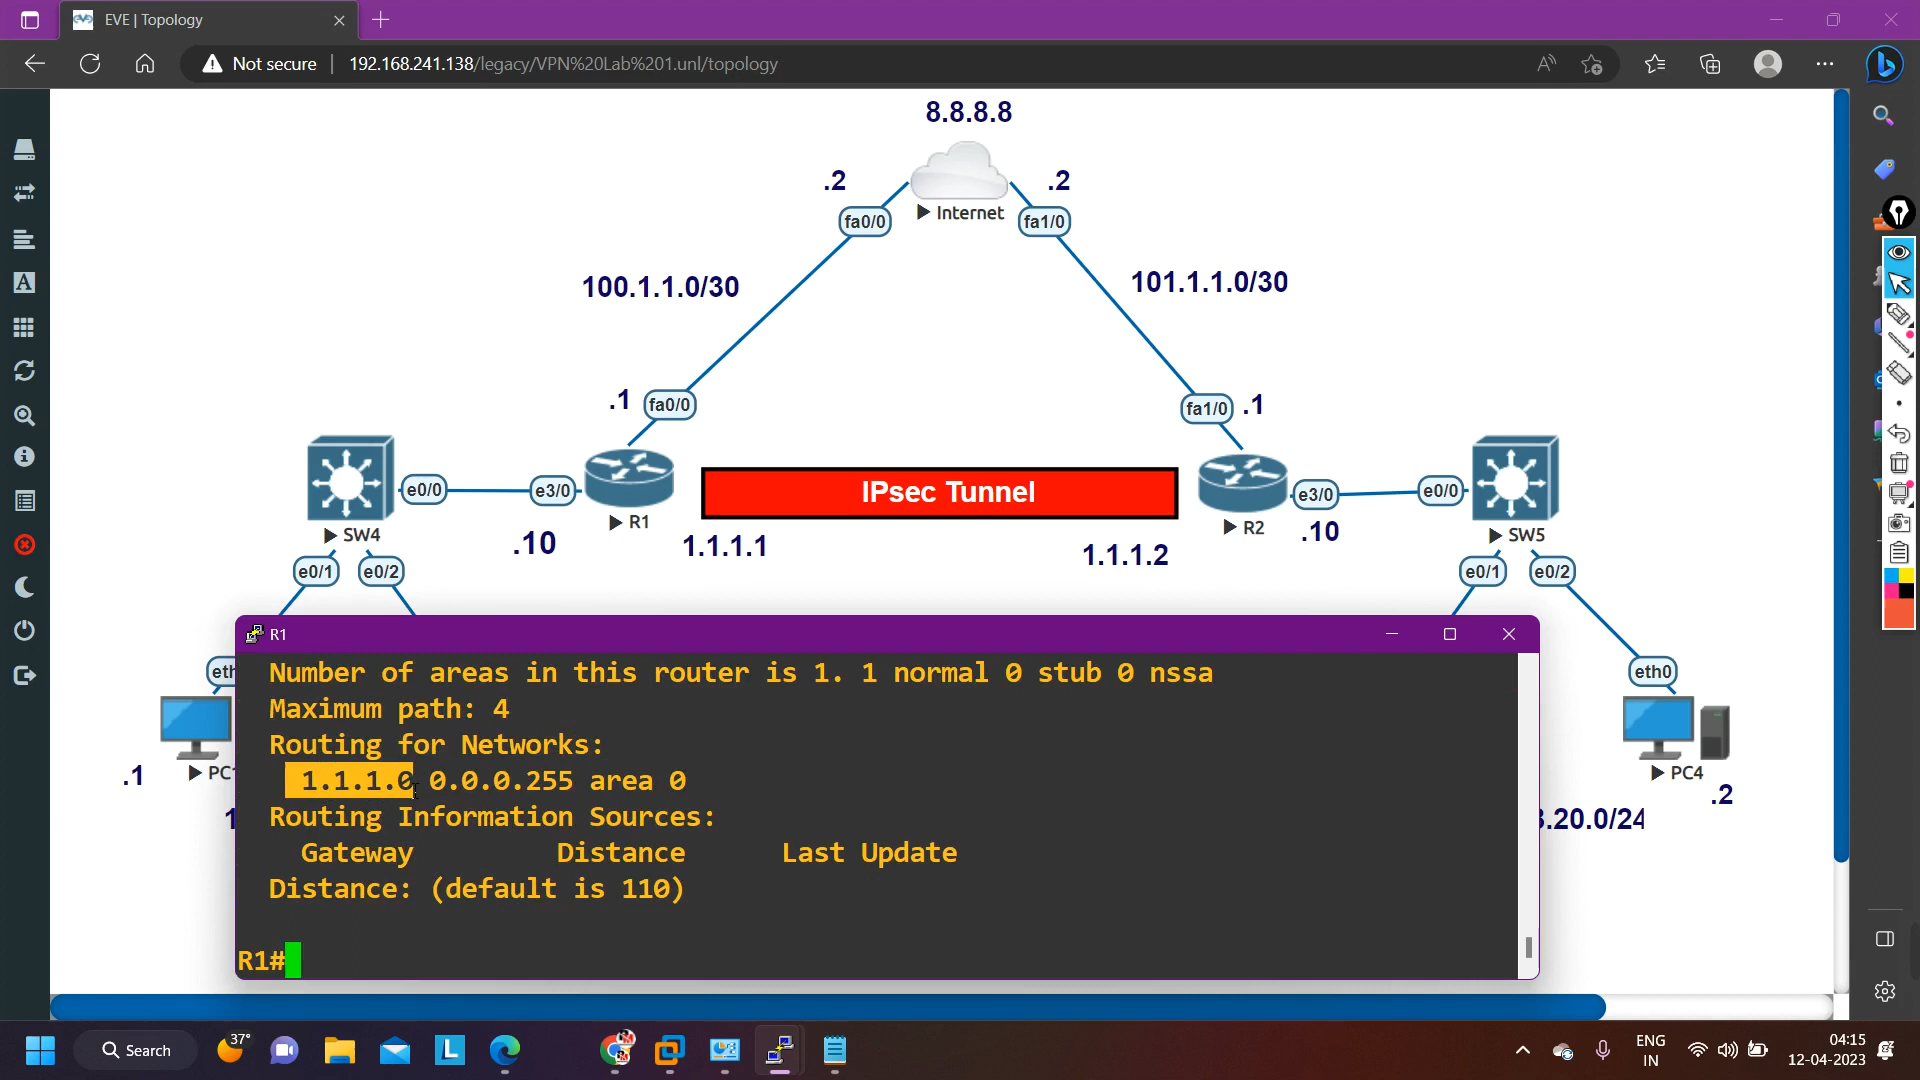 EVE | Topology
Not secure
192.168.241.138/legacy/VPN%20Lab%201.unl/topology
8.8.8.8
.2
.2
Internet
fa0/0
fa1/0
100.1.1.0/30
101.1.1.0/30
.1
fa0/0
fa1/0
.1
e0/0
e3/0
IPsec Tunnel
e3/0
e0/0
R1
R2
SW4
SW5
.10
1.1.1.1
1.1.1.2
.10
e0/1
e0/2
e0/1
e0/2
R1
Number of areas in this router is 1. 1 normal 0 stub 0 nssa
Maximum path: 4
Routing for Networks:
1.1.1.0 0.0.0.255 area 0
Routing Information Sources:
Gateway Distance Last Update
Distance: (default is 110)
R1#
eth
eth0
.1
PC1
PC4
.2
.20.0/24
Search
37°
ENG
IN
04:15
12-04-2023